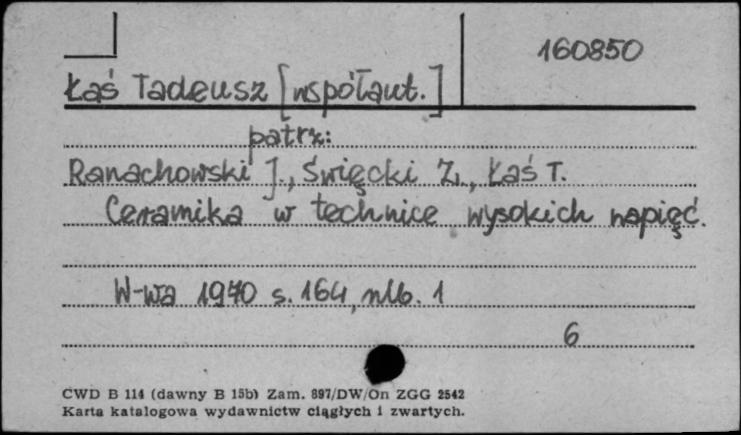 160850
Łaś Tadeusz [współaut.]
patrz:
Ranachowski J., Święcki Z., Łaś T.
Ceramika w technice wysokich napięć.
W-wa 1970 s. 164, nlb. 1
6
CWD B 114 (dawny B 15b) Zam. 897/DW/On ZGG 2542
Karta katalogowa wydawnictw ciągłych i zwartych.